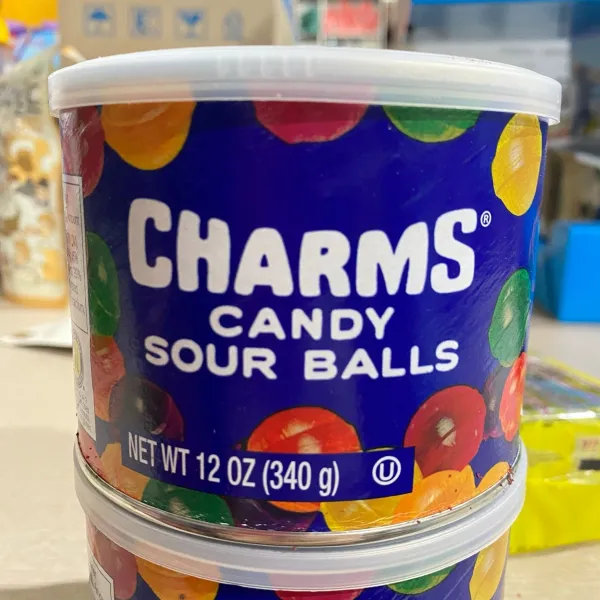 CHARMS®
CANDY
SOUR BALLS
NET WT 12 OZ (340 g) Ⓤ